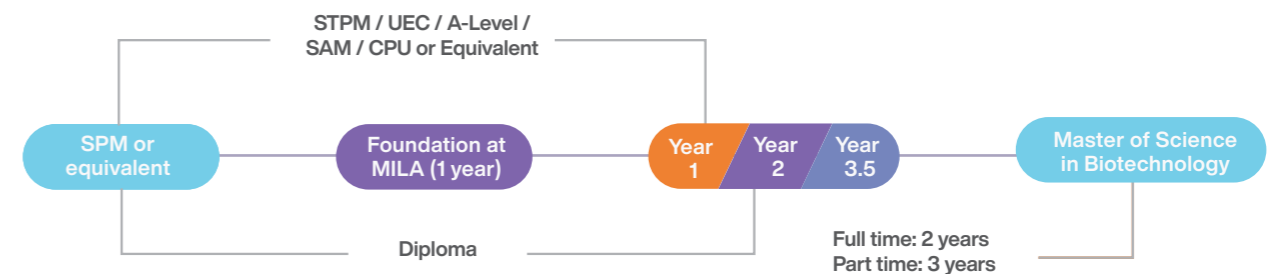 STPM / UEC / A-Level /
SAM / CPU or Equivalent
SPM or
equivalent
Foundation at
MILA (1 year)
Year
1
Year
2
Year
3.5
Master of Science
in Biotechnology
Diploma
Full time: 2 years
Part time: 3 years